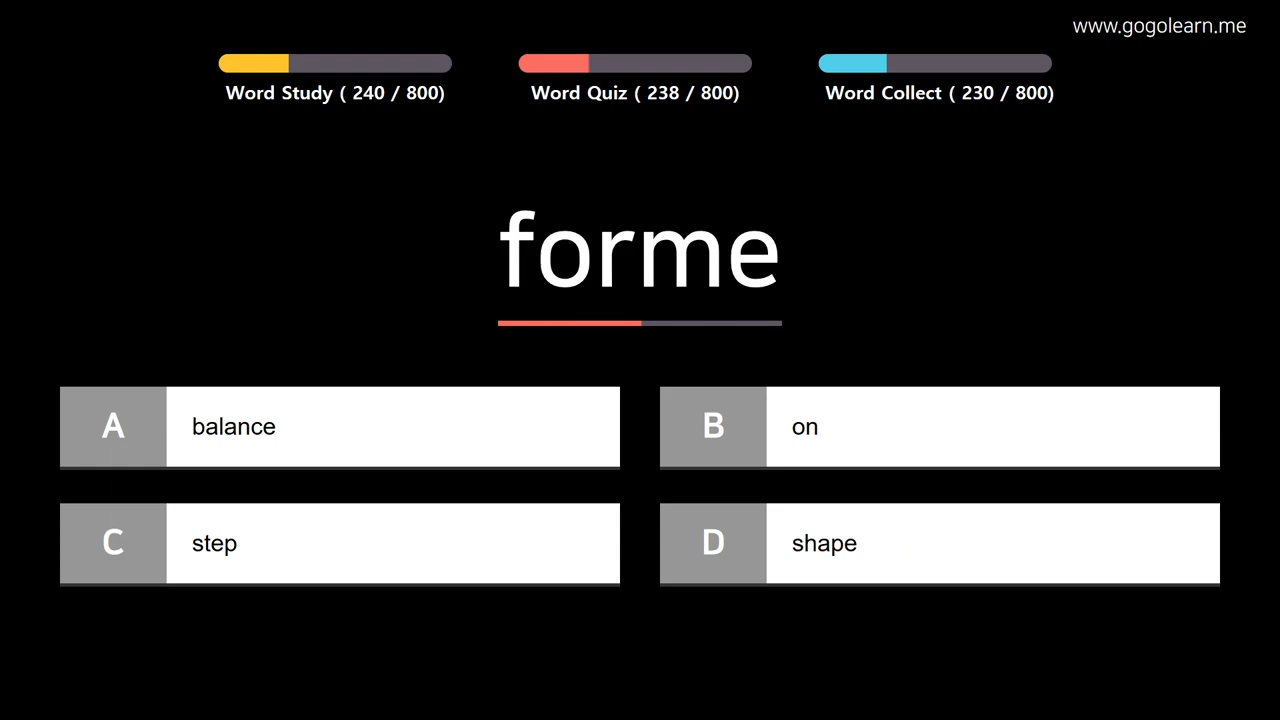 www.gogolearn.me
Word Study ( 240 / 800)
Word Quiz ( 238 / 800)
Word Collect ( 230 / 800)
forme
A balance
B on
C step
D shape